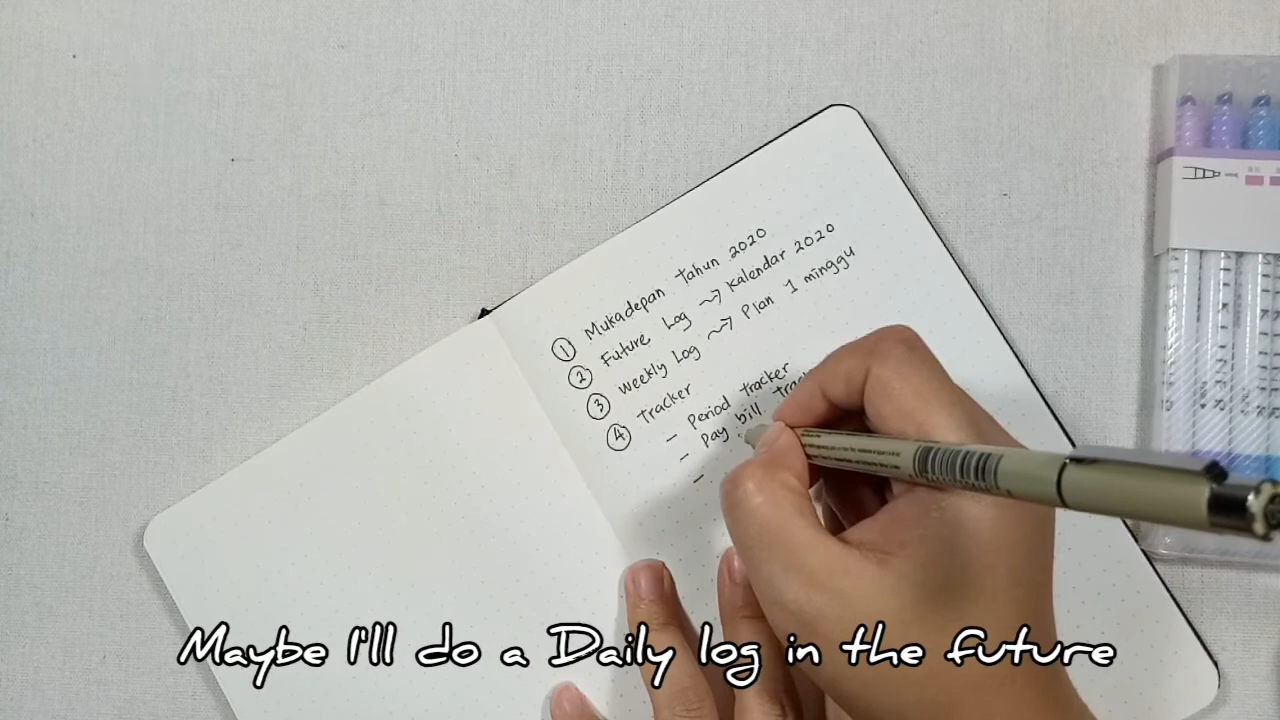 ① Mukadepan Tahun 2020
② Future Log ~> Kalendar 2020
③ Weekly Log ~> Plan 1 minggu
④ Tracker
- Period tracker
- Pay bill
-
Maybe I'll do a Daily log in the future